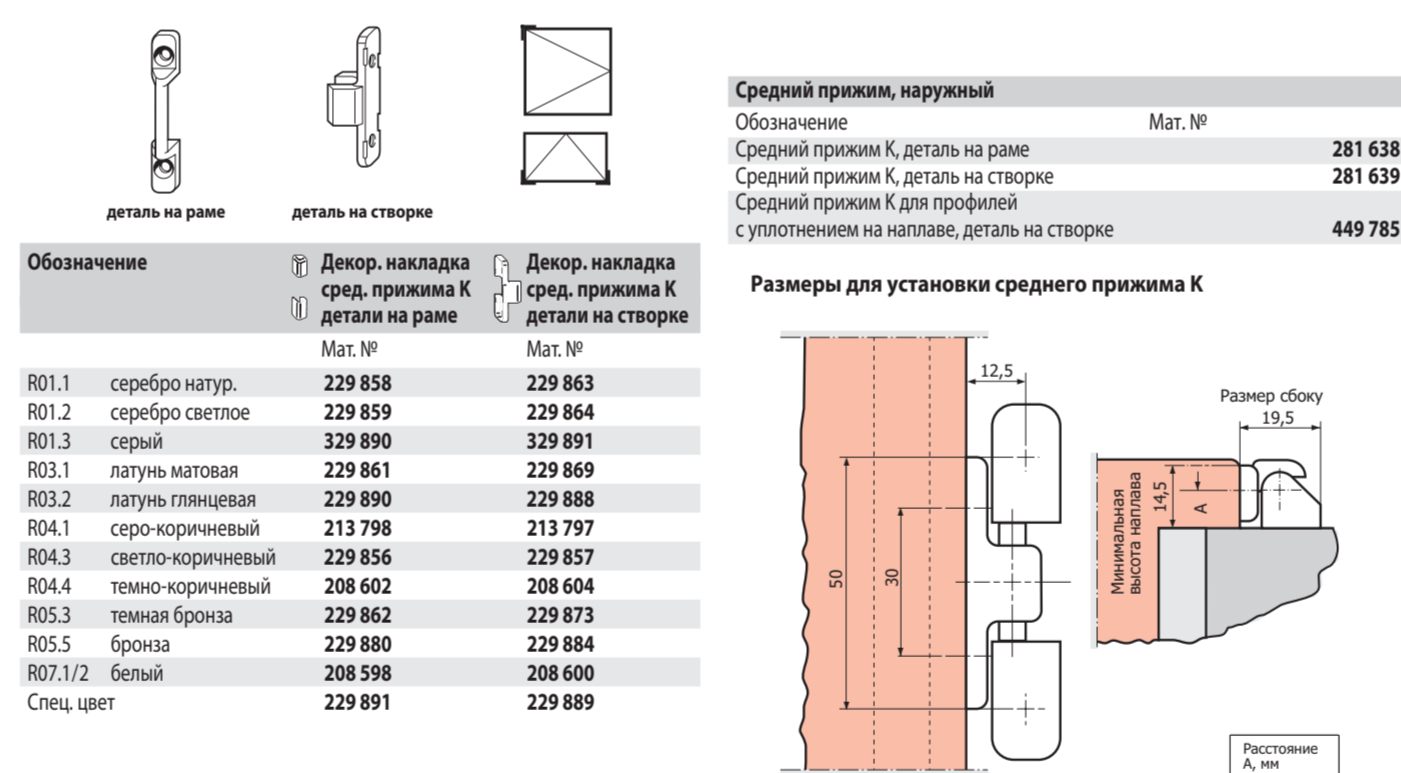 деталь на раме
деталь на створке
Обозначение
Декор. накладка
сред. прижима К
детали на раме
Декор. накладка
сред. прижима К
детали на створке
Мат. № Мат. №
R01.1 серебро натур. 229 858 229 863
R01.2 серебро светлое 229 859 229 864
R01.3 серый 329 890 329 891
R03.1 латунь матовая 229 861 229 869
R03.2 латунь глянцевая 229 890 229 888
R04.1 серо-коричневый 213 798 213 797
R04.3 светло-коричневый 229 856 229 857
R04.4 темно-коричневый 208 602 208 604
R05.3 темная бронза 229 862 229 873
R05.5 бронза 229 880 229 884
R07.1/2 белый 208 598 208 600
Спец. цвет 229 891 229 889
Средний прижим, наружный
Обозначение Мат. №
Средний прижим К, деталь на раме 281 638
Средний прижим К, деталь на створке 281 639
Средний прижим К для профилей
с уплотнением на наплаве, деталь на створке 449 785
Размеры для установки среднего прижима К
12,5
50
30
Размер сбоку
19,5
14,5
А
Минимальная
высота наплава
Расстояние
А, мм